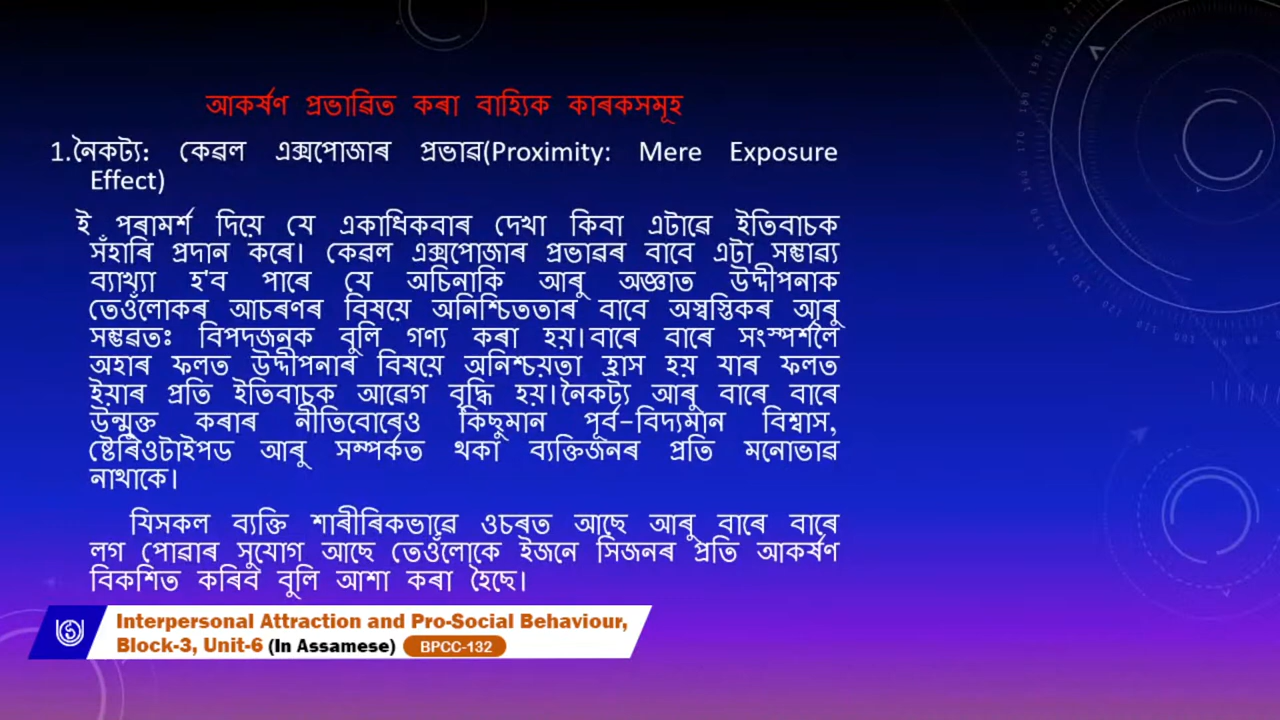 আকৰ্ষণ প্ৰভাৱিত কৰা বাহ্যিক কাৰকসমূহ
1.নৈকট্য: কেৱল এক্সপোজাৰ প্ৰভাৱ(Proximity: Mere Exposure
Effect)
ই পৰামৰ্শ দিয়ে যে একাধিকবাৰ দেখা কিবা এটাৱে ইতিবাচক
সঁহাৰি প্ৰদান কৰে। কেৱল এক্সপোজাৰ প্ৰভাৱৰ বাবে এটা সম্ভাব্য
ব্যাখ্যা হ'ব পাৰে যে অচিনাকি আৰু অজ্ঞাত উদ্দীপনাক
তেওঁলোকৰ আচৰণৰ বিষয়ে অনিশ্চিততাৰ বাবে অস্বস্তিকৰ আৰু
সম্ভৱতঃ বিপদজনক বুলি গণ্য কৰা হয়।বাৰে বাৰে সংস্পৰ্শলৈ
অহাৰ ফলত উদ্দীপনাৰ বিষয়ে অনিশ্চয়তা হ্ৰাস হয় যাৰ ফলত
ইয়াৰ প্ৰতি ইতিবাচক আৱেগ বৃদ্ধি হয়।নৈকট্য আৰু বাৰে বাৰে
উন্মুক্ত কৰাৰ নীতিবোৰেও কিছুমান পূৰ্ব-বিদ্যমান বিশ্বাস,
ষ্টেৰিওটাইপড আৰু সম্পৰ্কত থকা ব্যক্তিজনৰ প্ৰতি মনোভাৱ
নাথাকে।
যিসকল ব্যক্তি শাৰীৰিকভাৱে ওচৰত আছে আৰু বাৰে বাৰে
লগ পোৱাৰ সুযোগ আছে তেওঁলোকে ইজনে সিজনৰ প্ৰতি আকৰ্ষণ
বিকশিত কৰিব বুলি আশা কৰা হৈছে।
Interpersonal Attraction and Pro-Social Behaviour,
Block-3, Unit-6 (In Assamese) BPCC-132